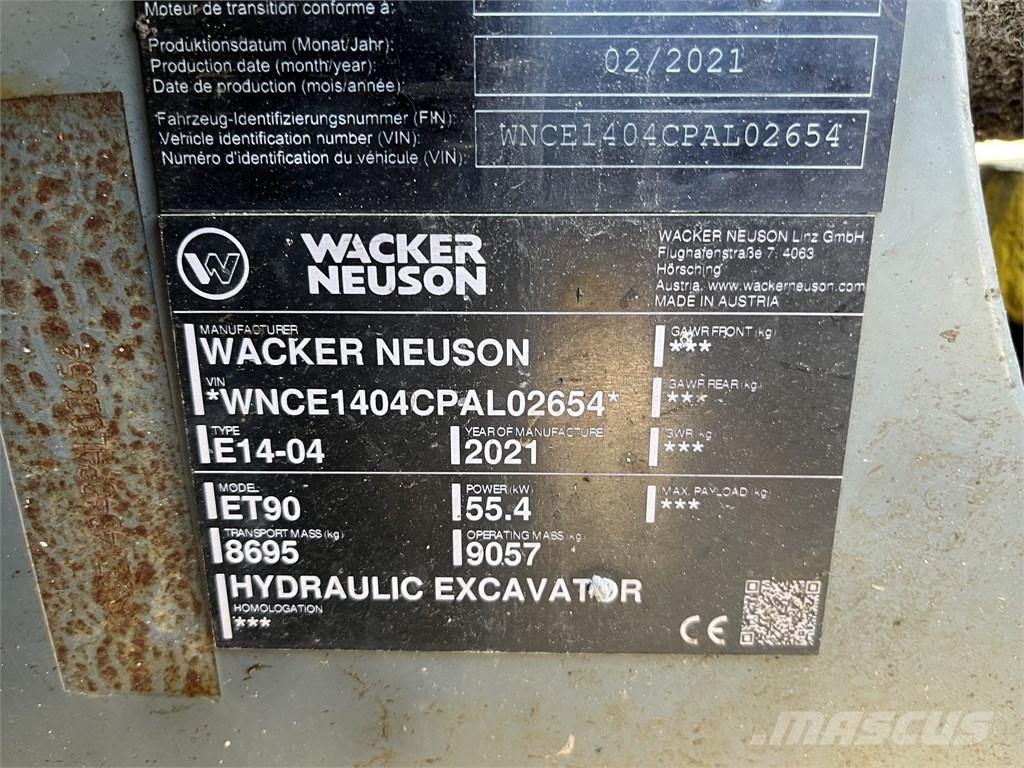 Moteur de transition conforme à:
Produktionsdatum (Monat/Jahr):
Production date (month/year):
Date de production (mois/année):
02/2021
Fahrzeug-Identifizierungsnummer (FIN):
Vehicle identification number (VIN):
Numéro d'identification du véhicule (VIN):
WNCE1404CPAL02654
W
WACKER
NEUSON
WACKER NEUSON Linz GmbH
Flughafenstraße 7, 4063
Hörsching
Austria, www.wackerneuson.com
MADE IN AUSTRIA
MANUFACTURER
WACKER NEUSON
GAWR FRONT (kg)
***
VIN
*WNCE1404CPAL02654*
GAWR REAR (kg)
***
TYPE
E14-04
YEAR OF MANUFACTURE
2021
GWR (kg)
***
MODEL
ET90
POWER (kW)
55.4
MAX. PAYLOAD (kg)
***
TRANSPORT MASS (kg)
8695
OPERATING MASS (kg)
9057
HYDRAULIC EXCAVATOR
HOMOLOGATION
***
CE
MASCUS